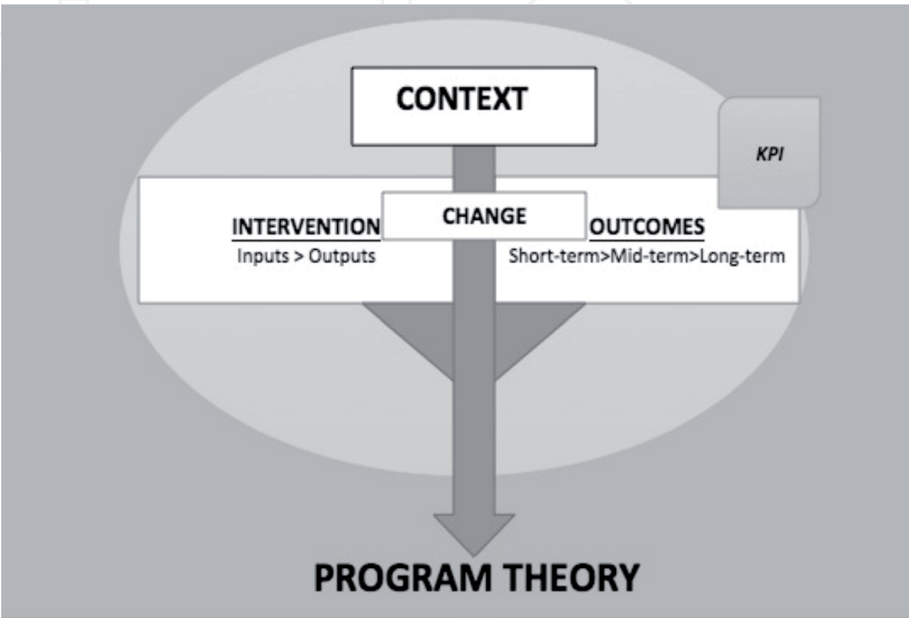 CONTEXT
KPI
CHANGE
INTERVENTION
Inputs > Outputs
OUTCOMES
Short-term>Mid-term>Long-term
PROGRAM THEORY